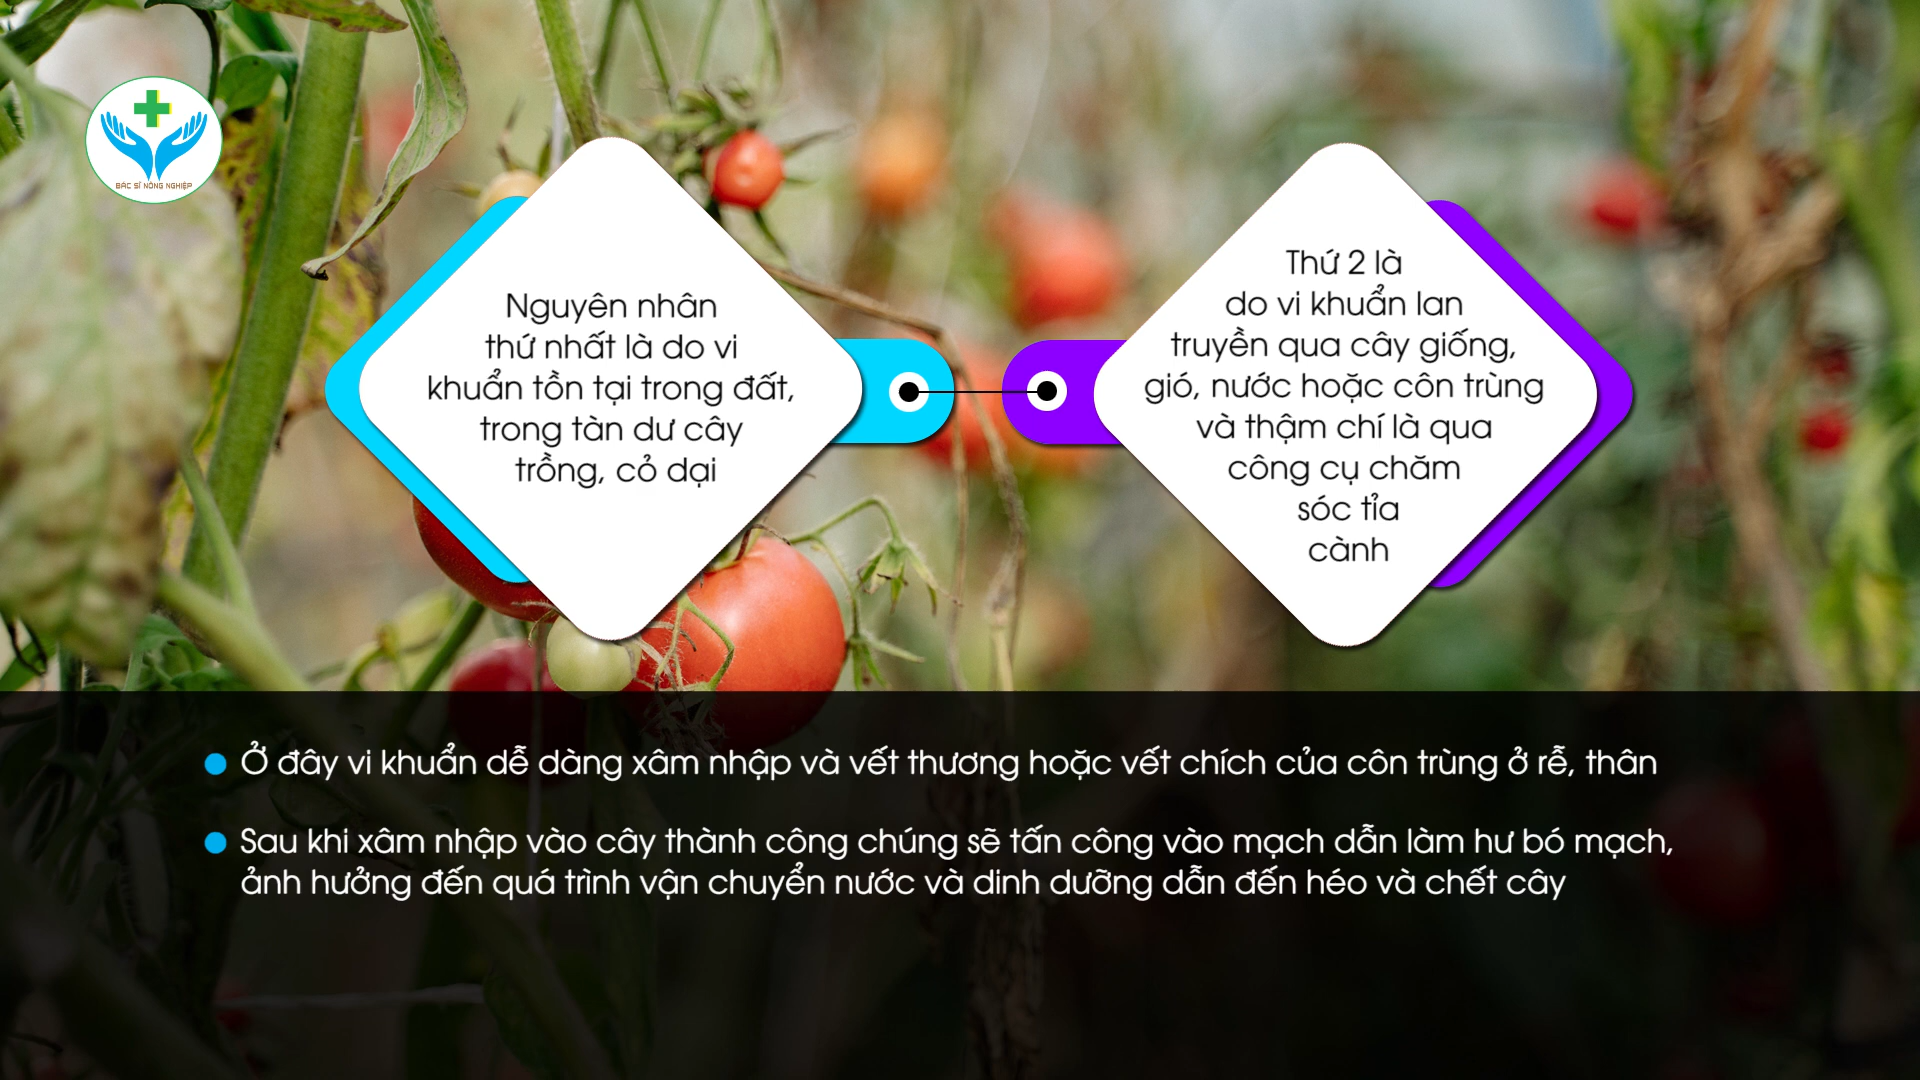 BÁC SĨ NÔNG NGHIỆP
Nguyên nhân
thứ nhất là do vi
khuẩn tồn tại trong đất,
trong tàn dư cây
trồng, cỏ dại
Thứ 2 là
do vi khuẩn lan
truyền qua cây giống,
gió, nước hoặc côn trùng
và thậm chí là qua
công cụ chăm
sóc tỉa
cành
Ở đây vi khuẩn dễ dàng xâm nhập và vết thương hoặc vết chích của côn trùng ở rễ, thân
Sau khi xâm nhập vào cây thành công chúng sẽ tấn công vào mạch dẫn làm hư bó mạch,
ảnh hưởng đến quá trình vận chuyển nước và dinh dưỡng dẫn đến héo và chết cây